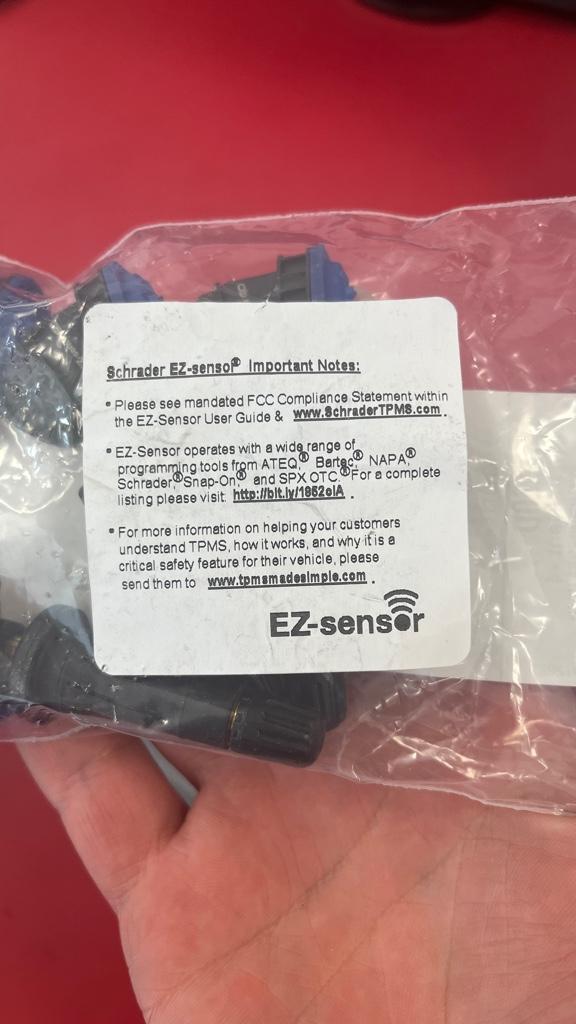 Schrader EZ-sensor® Important Notes:
• Please see mandated FCC Compliance Statement within
the EZ-Sensor User Guide & www.SchraderTPMS.com .
• EZ-Sensor operates with a wide range of
programming tools from ATEQ,® Bartec,® NAPA,®
Schrader,® Snap-On,® and SPX OTC.® For a complete
listing please visit: http://bit.ly/1852olA .
• For more information on helping your customers
understand TPMS, how it works, and why it is a
critical safety feature for their vehicle, please
send them to www.tpmsmadesimple.com .
EZ-sensor